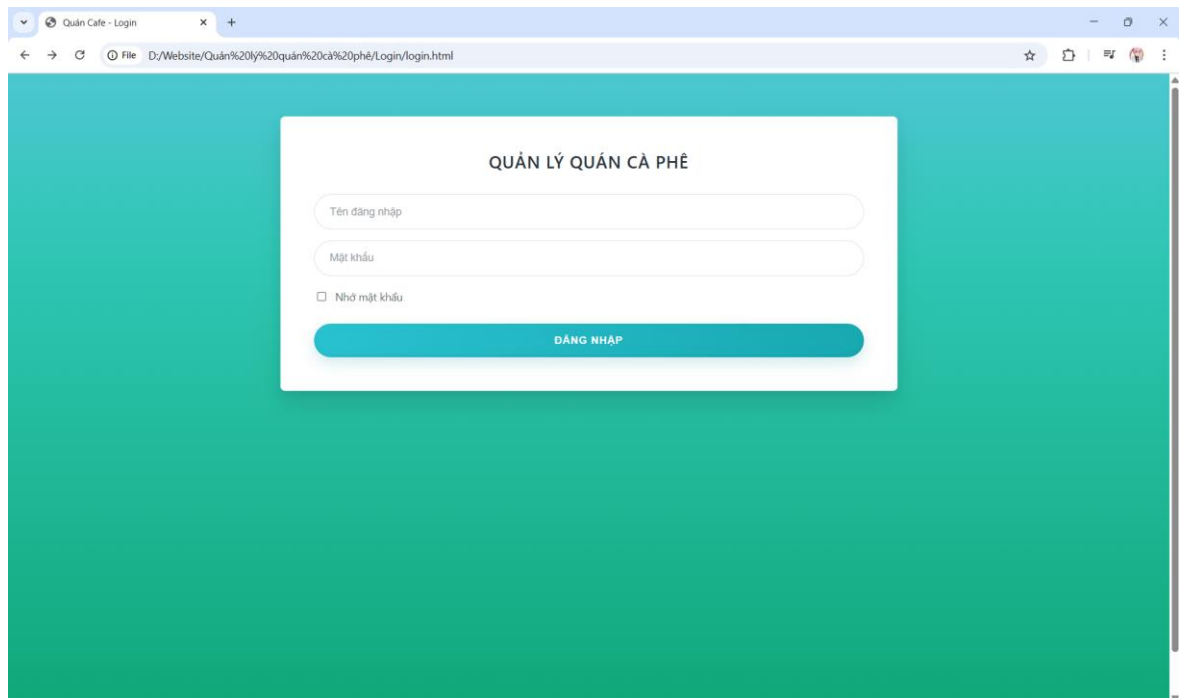 Quán Cafe - Login
File D:/Website/Quản%20lý%20quán%20cà%20phê/Login/login.html
QUẢN LÝ QUÁN CÀ PHÊ
Tên đăng nhập
Mật khẩu
Nhớ mật khẩu
ĐĂNG NHẬP